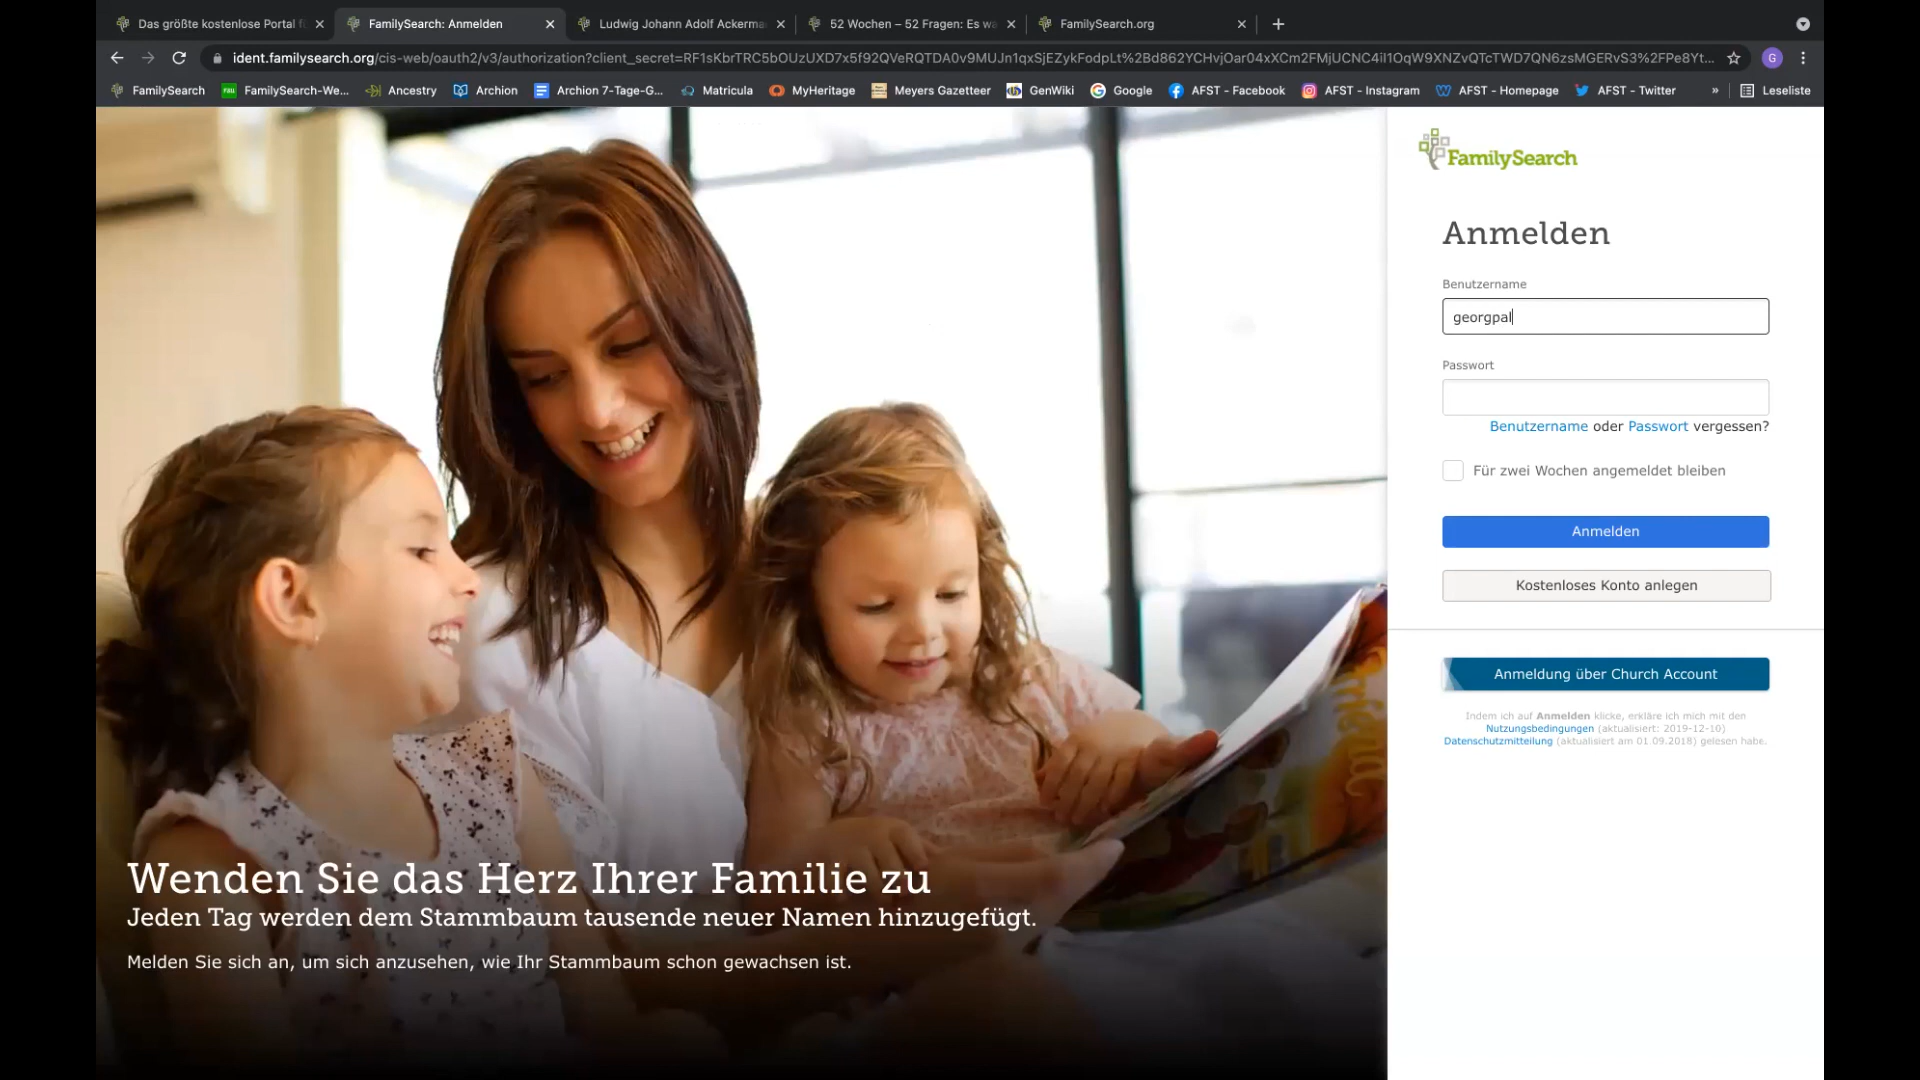 Das größte kostenlose Portal f
FamilySearch: Anmelden
Ludwig Johann Adolf Ackerma
52 Wochen – 52 Fragen: Es wa
FamilySearch.org
ident.familysearch.org/cis-web/oauth2/v3/authorization?client_secret=RF1sKbrTRC5bOUzUXD7x5f92QVeRQTDA0v9MUJn1qxSjEZykFodpLt%2Bd862YCHvjOar04xXCm2FMjUCNC4il1OqW9XNZvQTcTWD7QN6zsMGERvS3%2FPe8Yt...
G
FamilySearch
FamilySearch-We...
Ancestry
Archion
Archion 7-Tage-G...
Matricula
MyHeritage
Meyers Gazetteer
GenWiki
Google
AFST - Facebook
AFST - Instagram
AFST - Homepage
AFST - Twitter
»
Leseliste
FamilySearch
Anmelden
Benutzername
georgpal
Passwort
Benutzername oder Passwort vergessen?
Für zwei Wochen angemeldet bleiben
Anmelden
Kostenloses Konto anlegen
Anmeldung über Church Account
Indem ich auf Anmelden klicke, erkläre ich mich mit den
Nutzungsbedingungen (aktualisiert: 2019-12-10)
Datenschutzmitteilung (aktualisiert am 01.09.2018) gelesen habe.
Wenden Sie das Herz Ihrer Familie zu
Jeden Tag werden dem Stammbaum tausende neuer Namen hinzugefügt.
Melden Sie sich an, um sich anzusehen, wie Ihr Stammbaum schon gewachsen ist.